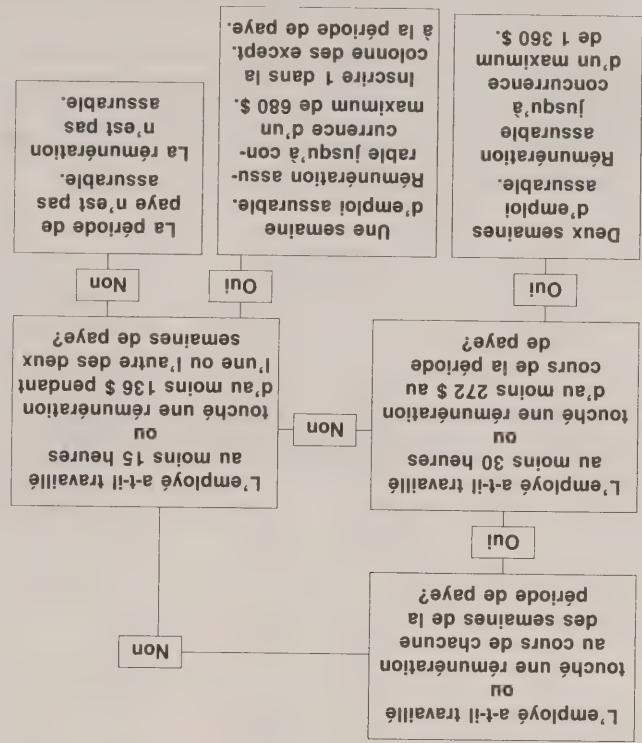 L'employé a-t-il travaillé
ou
touché une rémunération
au cours de chacune
des semaines de la
période de paye?
Non
Oui
L'employé a-t-il travaillé
au moins 30 heures
ou
touché une rémunération
d'au moins 272 $ au
cours de la période
de paye?
Non
L'employé a-t-il travaillé
au moins 15 heures
ou
touché une rémunération
d'au moins 136 $ pendant
l'une ou l'autre des deux
semaines de paye?
Oui
Oui
Non
Deux semaines
d'emploi
assurable.
Rémunération
assurable
jusqu'à
concurrence
d'un maximum
de 1 360 $.
Une semaine
d'emploi assurable.
Rémunération assu-
rable jusqu'à con-
currence d'un
maximum de 680 $.
Inscrire 1 dans la
colonne des except.
à la période de paye.
La période de
paye n'est pas
assurable.
La rémunération
n'est pas
assurable.